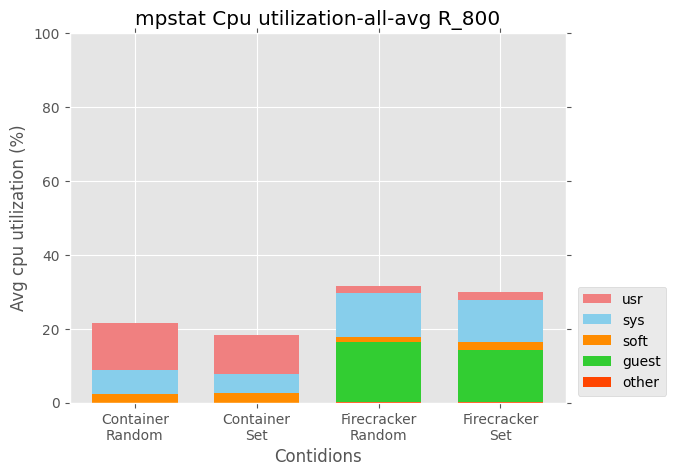 mpstat Cpu utilization-all-avg R_800
Avg cpu utilization (%)
100
80
60
40
20
0
Container
Random
Container
Set
Firecracker
Random
Firecracker
Set
Contidions
usr
sys
soft
guest
other